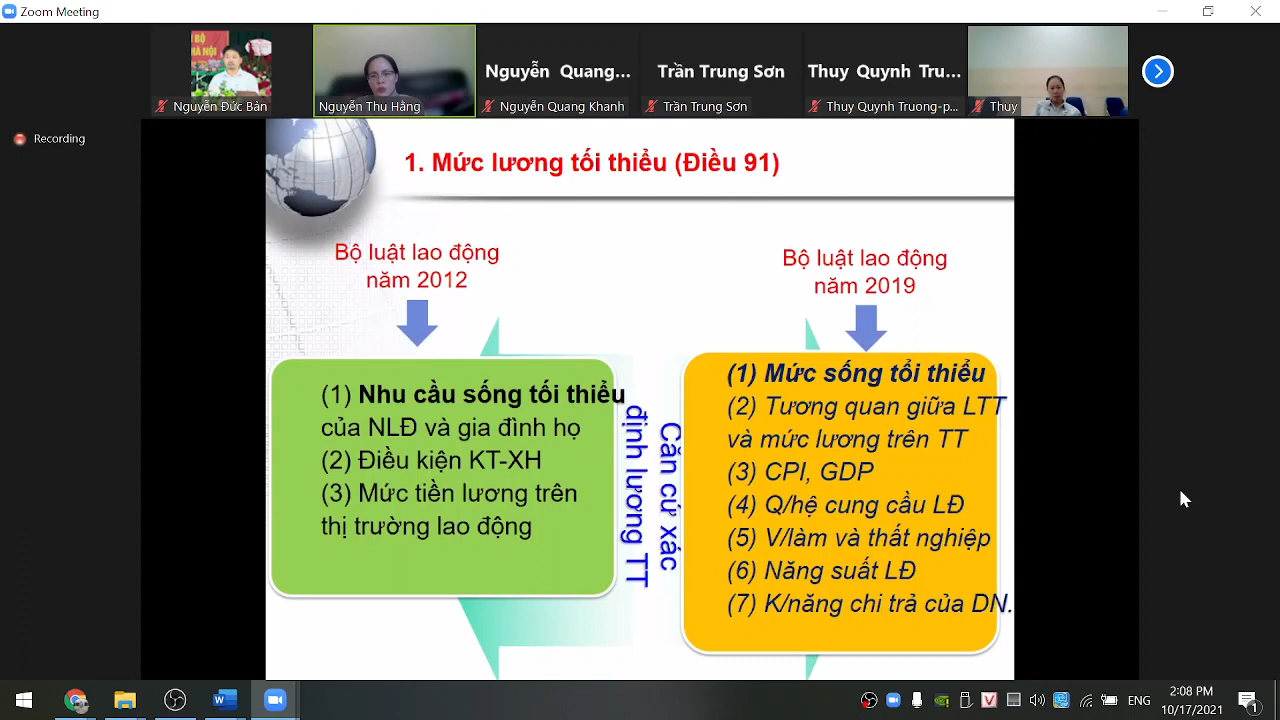 Zoom Meeting
BỘ
HÀ NỘI
Nguyễn Quang...
Trần Trung Sơn
Thuy Quynh Tru...
Nguyễn Đức Bản
Nguyễn Thu Hằng
Nguyễn Quang Khanh
Trần Trung Sơn
Thuy Quynh Truong-p...
Thuy
Recording
1. Mức lương tối thiểu (Điều 91)
Bộ luật lao động
năm 2012
Bộ luật lao động
năm 2019
(1) Nhu cầu sống tối thiểu
của NLĐ và gia đình họ
(2) Điều kiện KT-XH
(3) Mức tiền lương trên
thị trường lao động
Căn cứ xác
định lương TT
(1) Mức sống tổi thiểu
(2) Tương quan giữa LTT
và mức lương trên TT
(3) CPI, GDP
(4) Q/hệ cung cầu LĐ
(5) V/làm và thất nghiệp
(6) Năng suất LĐ
(7) K/năng chi trả của DN.
ENG
2:08 PM
10/17/2021
1